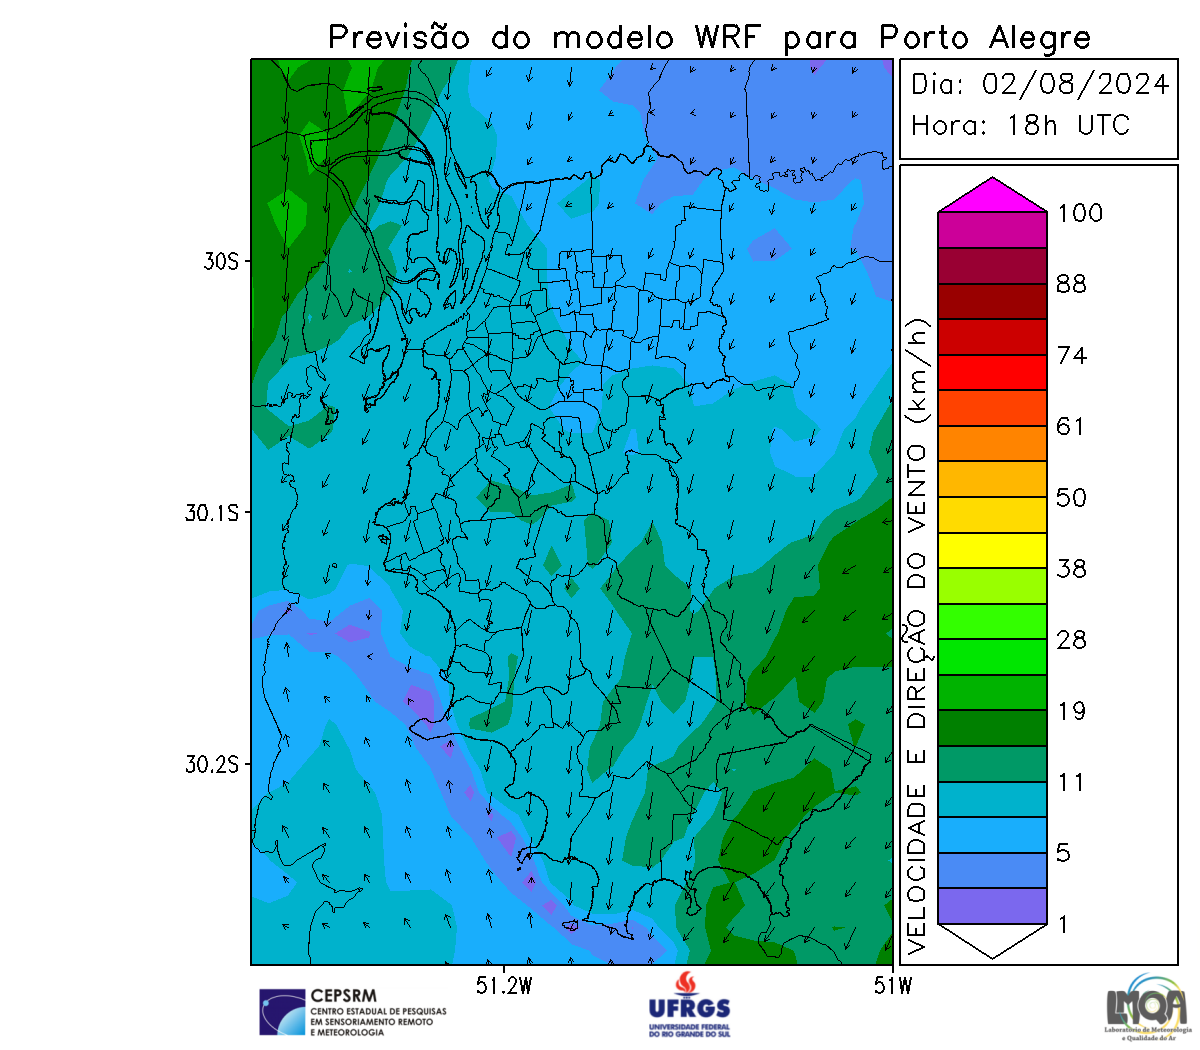 Previsão do modelo WRF para Porto Alegre
Dia: 02/08/2024
Hora: 18h UTC
30S
30.1S
30.2S
51.2W
51W
VELOCIDADE E DIREÇÃO DO VENTO (km/h)
100
88
74
61
50
38
28
19
11
5
1
CEPSRM
CENTRO ESTADUAL DE PESQUISAS
EM SENSORIAMENTO REMOTO
E METEOROLOGIA
UFRGS
UNIVERSIDADE FEDERAL
DO RIO GRANDE DO SUL
LMQA
Laboratório de Meteorologia
e Qualidade do Ar